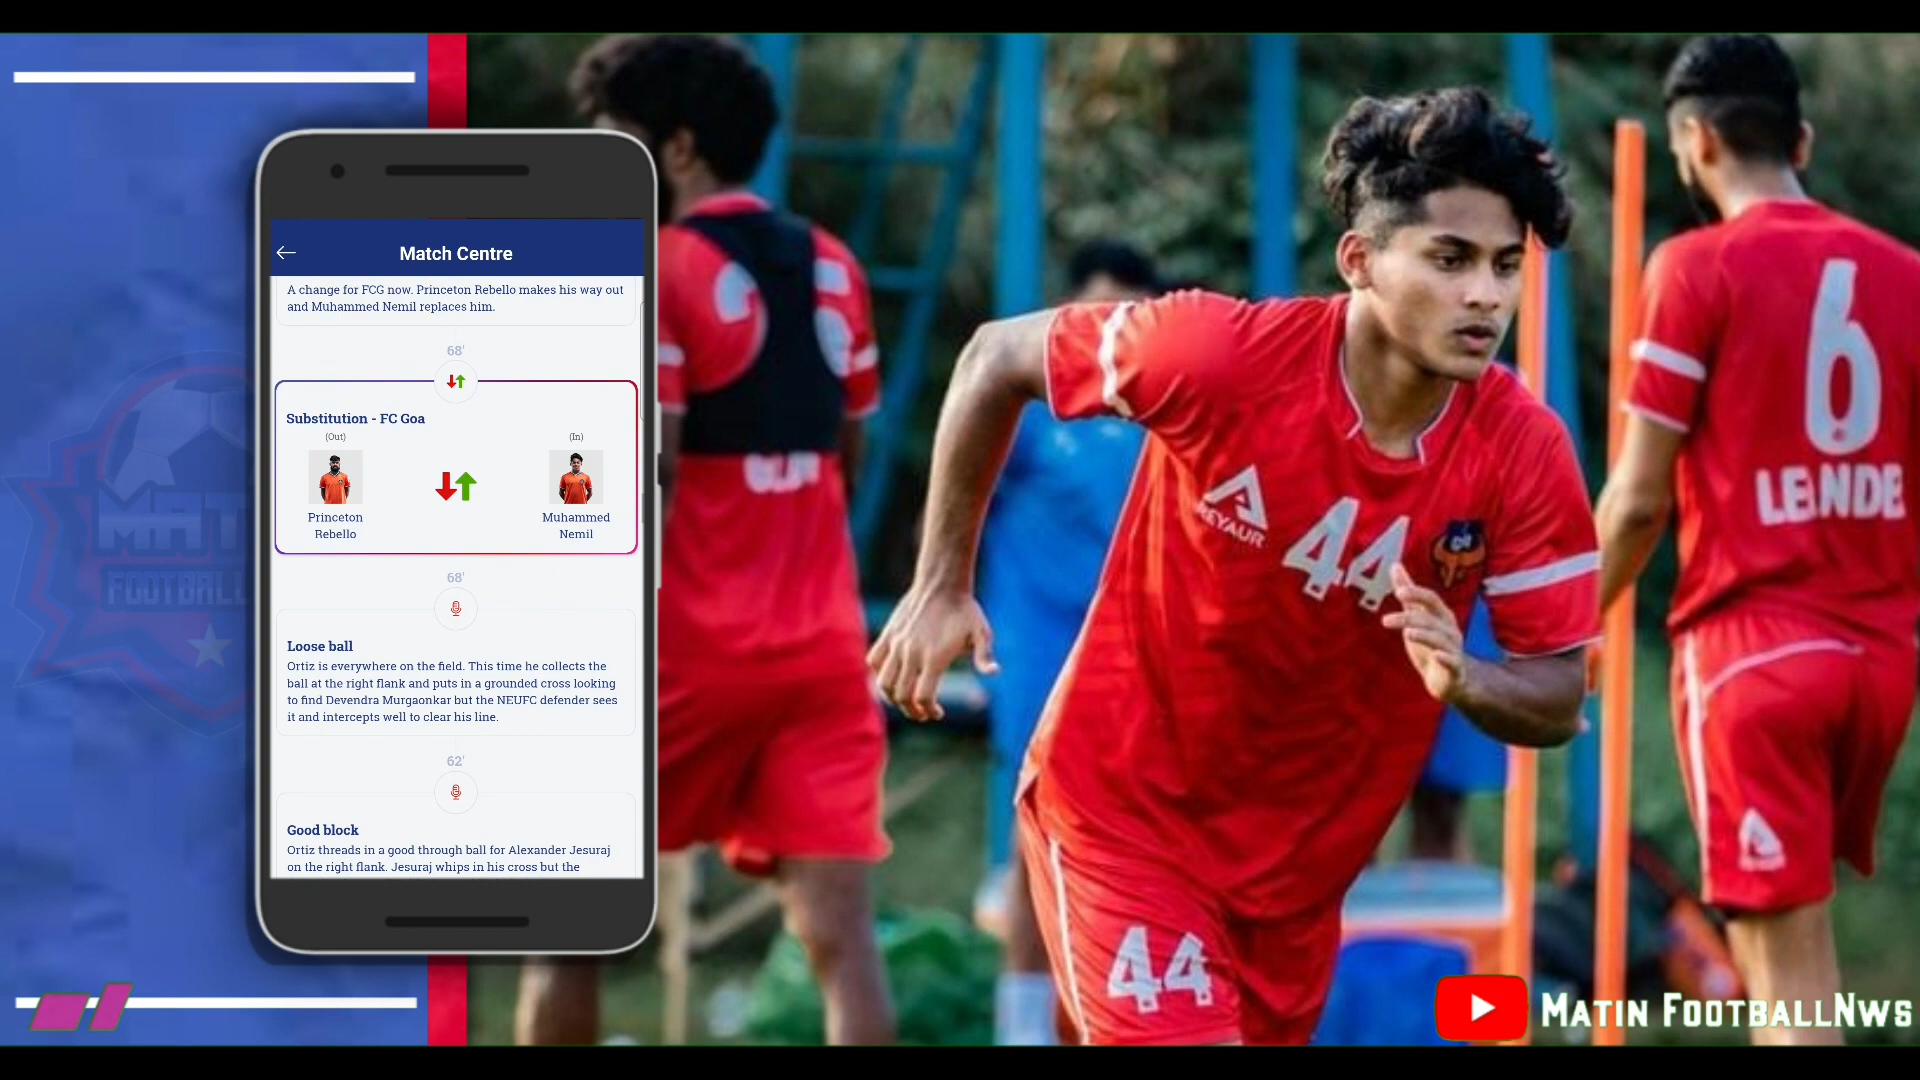 Match Centre
A change for FCG now. Princeton Rebello makes his way out
and Muhammed Nemil replaces him.
68'
Substitution - FC Goa
(Out)
(In)
Princeton
Rebello
Muhammed
Nemil
68'
Loose ball
Ortiz is everywhere on the field. This time he collects the
ball at the right flank and puts in a grounded cross looking
to find Devendra Murgaonkar but the NEUFC defender sees
it and intercepts well to clear his line.
62'
Good block
Ortiz threads in a good through ball for Alexander Jesuraj
on the right flank. Jesuraj whips in his cross but the
MAT
FOOTBALL
REYAUR
44
44
6
Matin FootballNws